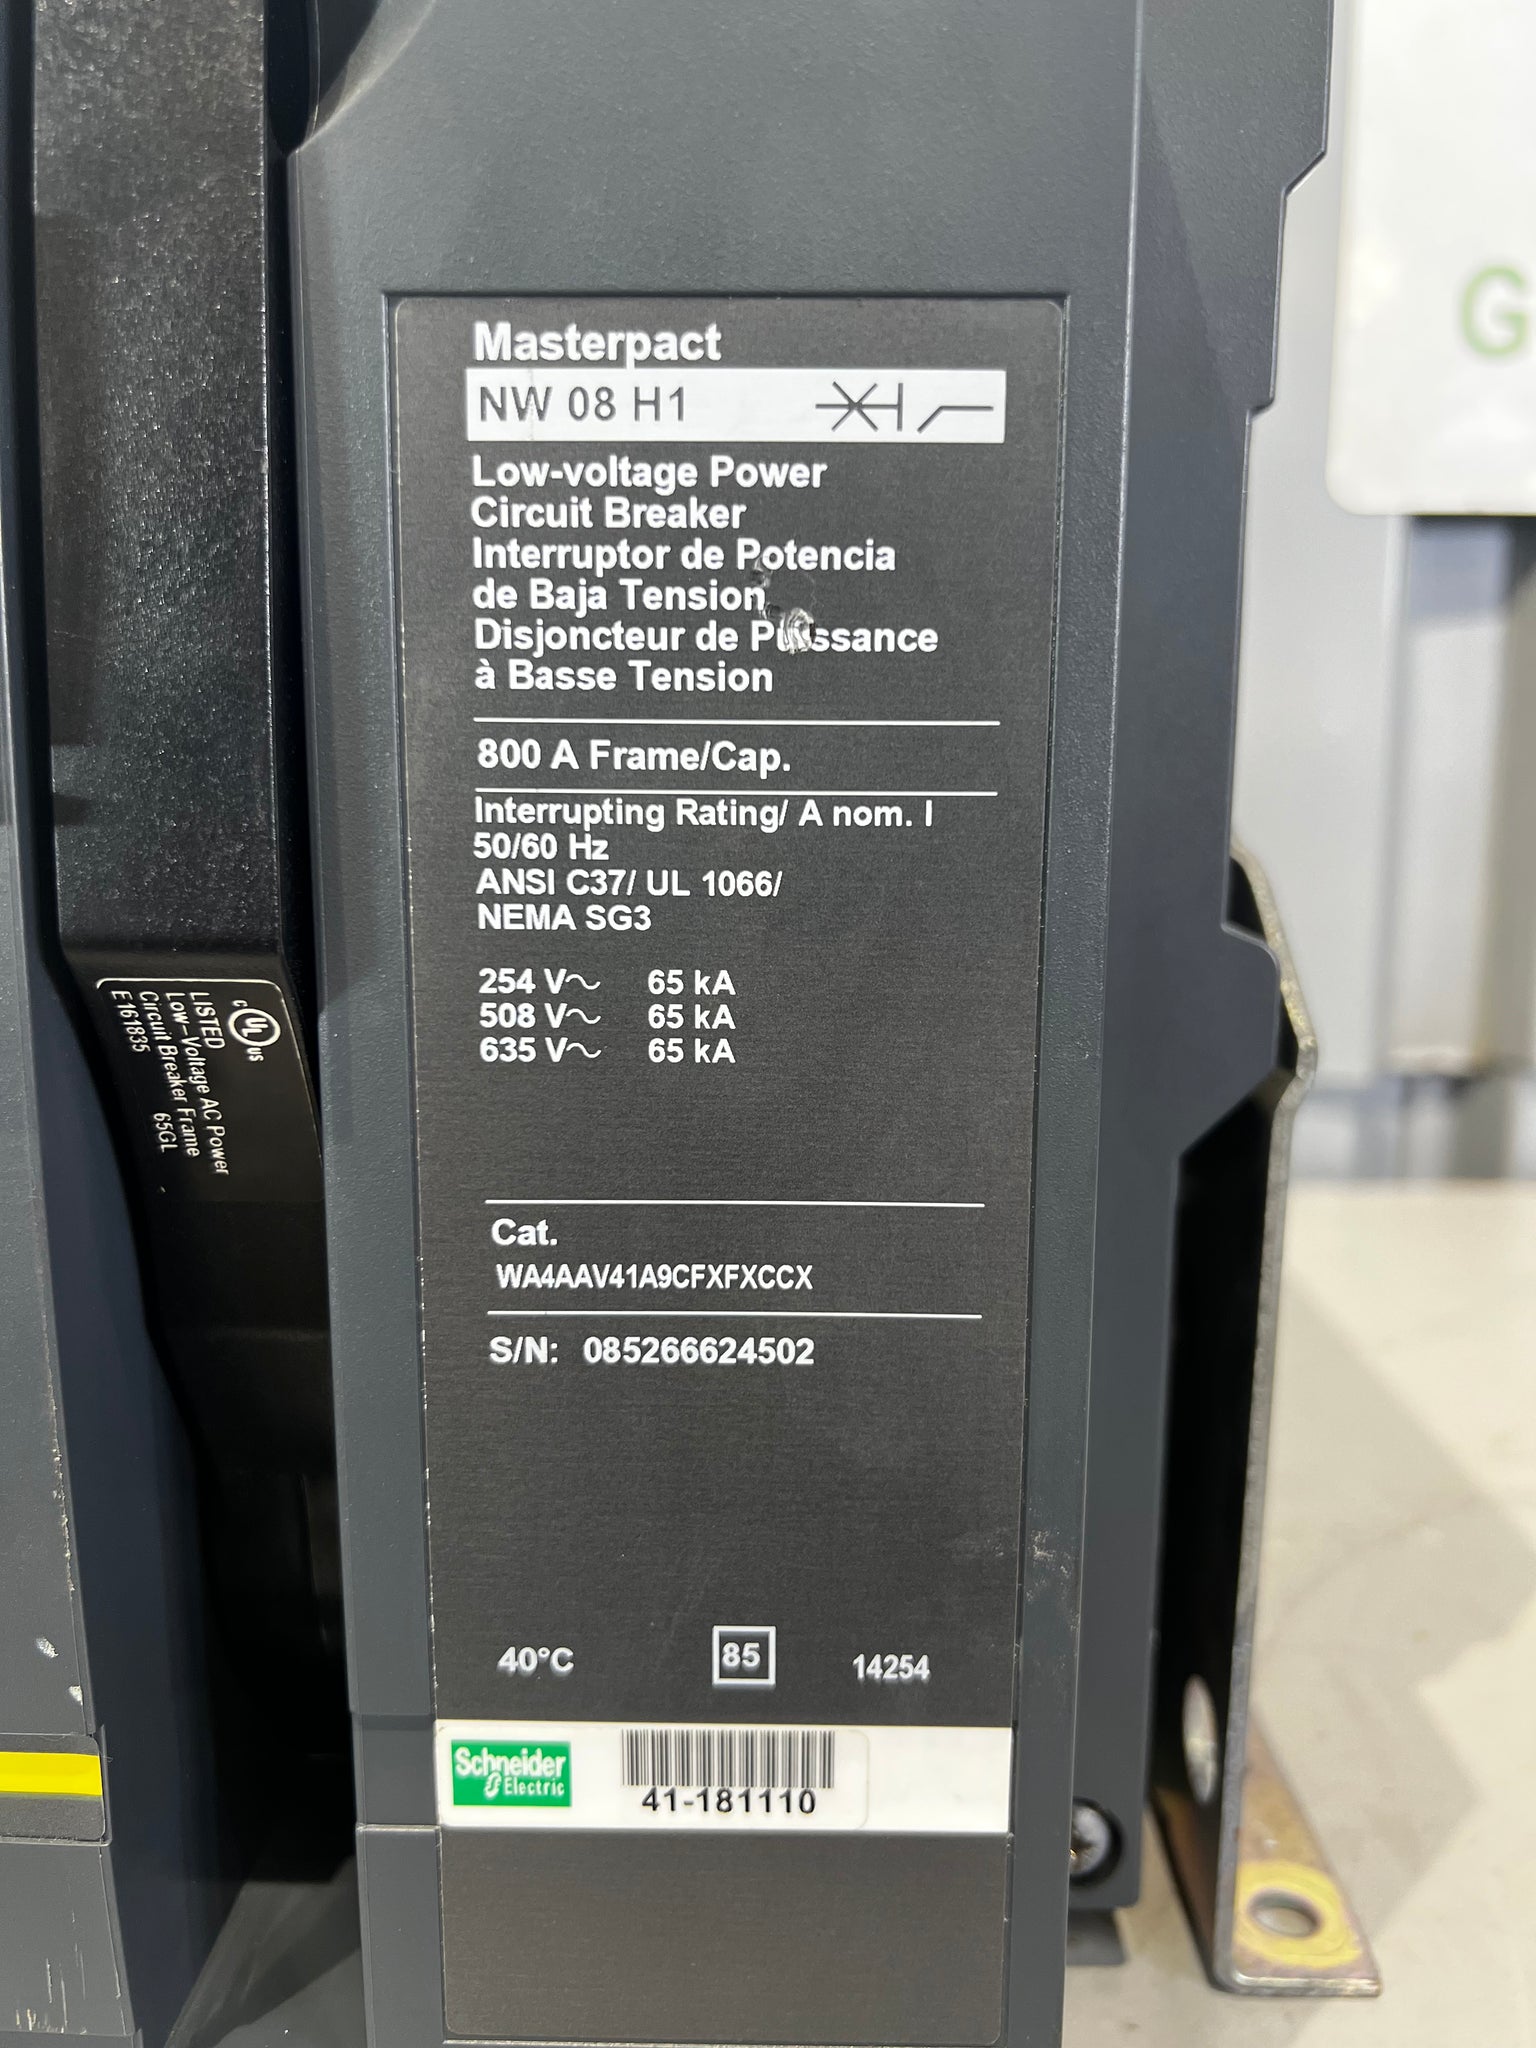 Masterpact
NW 08 H1
Low-voltage Power
Circuit Breaker
Interruptor de Potencia
de Baja Tension
Disjoncteur de Puissance
à Basse Tension
800 A Frame/Cap.
Interrupting Rating/ A nom. I
50/60 Hz
ANSI C37/ UL 1066/
NEMA SG3
254 V~ 65 kA
508 V~ 65 kA
635 V~ 65 kA
Cat.
WA4AAV41A9CFXFXCCX
S/N: 085266624502
40°C 85 14254
Schneider
Electric
41-181110
c UL us
LISTED
Low-Voltage AC Power
Circuit Breaker Frame
E161835 65GL
G